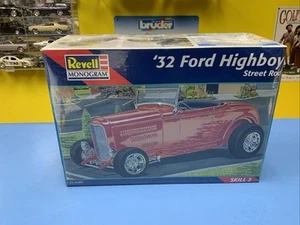 bruder
Revell
MONOGRAM
'32 Ford Highboy
Street Rod
SKILL 2